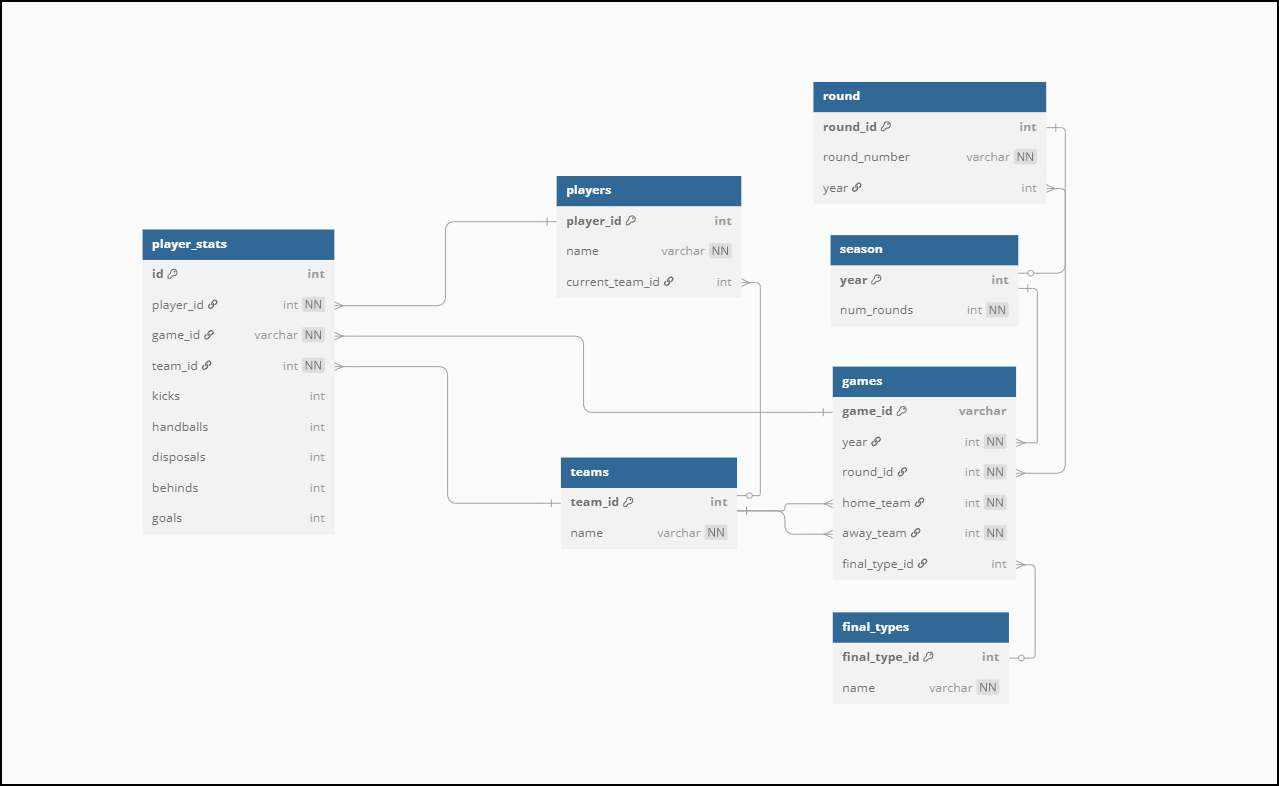 round
round_id int
round_number varchar NN
year int
players
player_id int
name varchar NN
current_team_id int
player_stats
id int
player_id int NN
game_id varchar NN
team_id int NN
kicks int
handballs int
disposals int
behinds int
goals int
season
year int
num_rounds int NN
games
game_id varchar
year int NN
round_id int NN
home_team int NN
away_team int NN
final_type_id int
teams
team_id int
name varchar NN
final_types
final_type_id int
name varchar NN